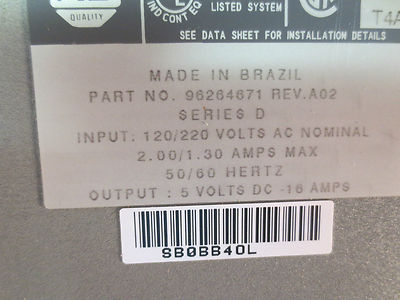 IND CONT EQ
LISTED SYSTEM
T4A
SEE DATA SHEET FOR INSTALLATION DETAILS
MADE IN BRAZIL
PART NO. 96264671 REV.A02
SERIES D
INPUT: 120/220 VOLTS AC NOMINAL
2.00/1.30 AMPS MAX
50/60 HERTZ
OUTPUT : 5 VOLTS DC -16 AMPS
SB0BB40L